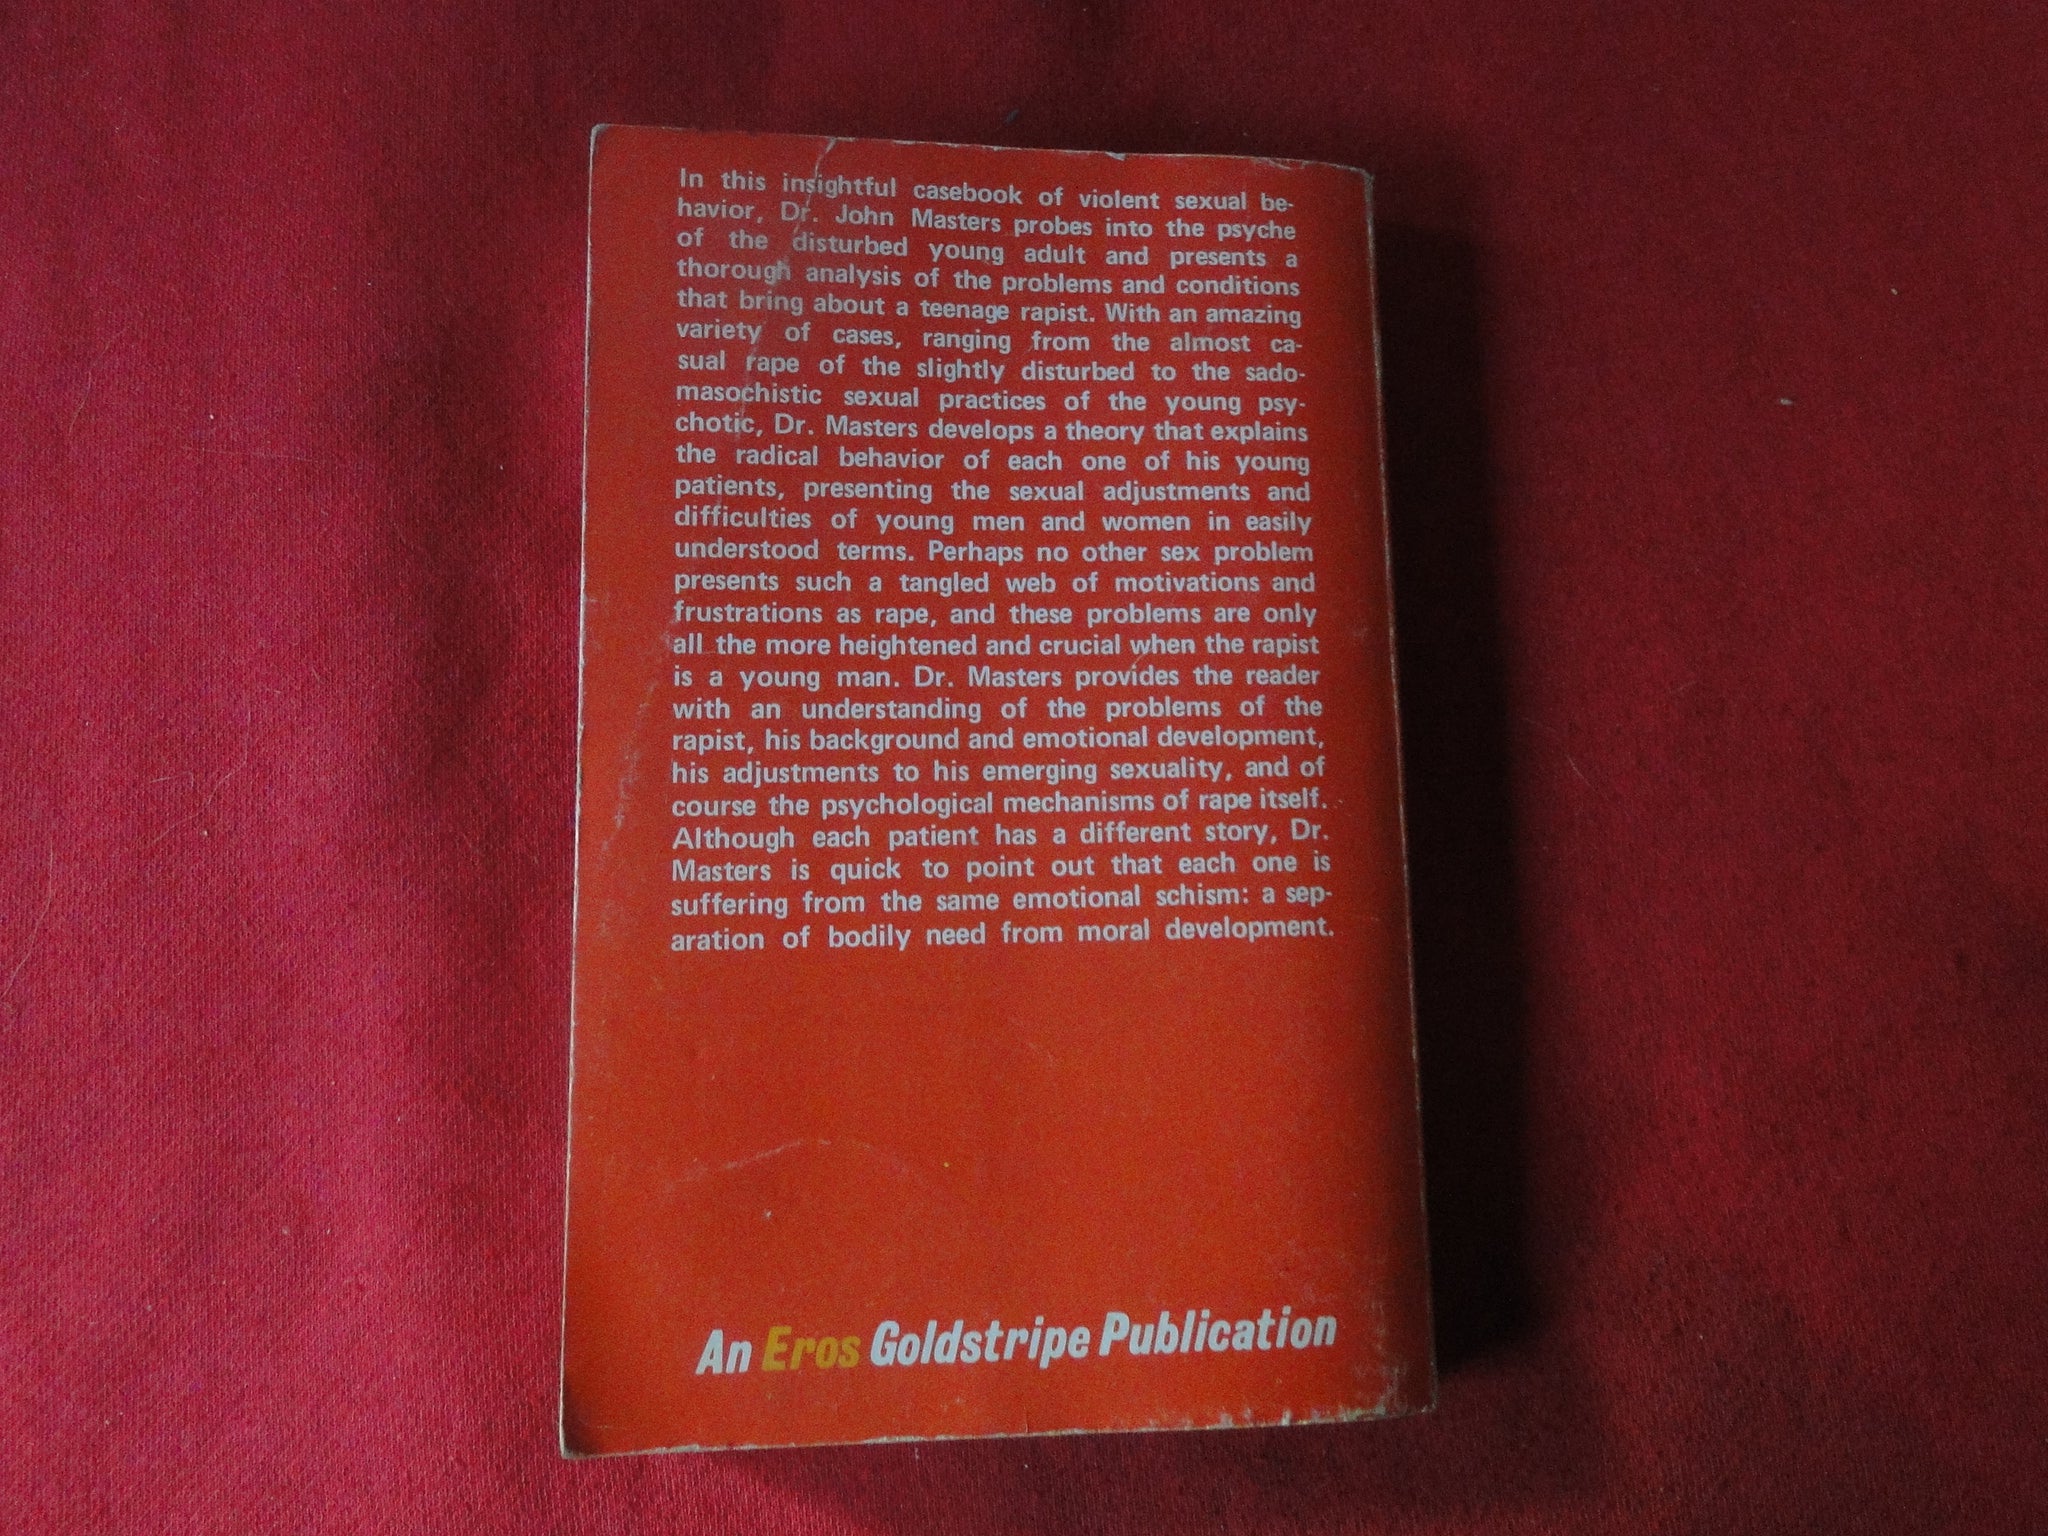 In this insightful casebook of violent sexual be-
havior, Dr. John Masters probes into the psyche
of the disturbed young adult and presents a
thorough analysis of the problems and conditions
that bring about a teenage rapist. With an amazing
variety of cases, ranging from the almost ca-
sual rape of the slightly disturbed to the sado-
masochistic sexual practices of the young psy-
chotic, Dr. Masters develops a theory that explains
the radical behavior of each one of his young
patients, presenting the sexual adjustments and
difficulties of young men and women in easily
understood terms. Perhaps no other sex problem
presents such a tangled web of motivations and
frustrations as rape, and these problems are only
all the more heightened and crucial when the rapist
is a young man. Dr. Masters provides the reader
with an understanding of the problems of the
rapist, his background and emotional development,
his adjustments to his emerging sexuality, and of
course the psychological mechanisms of rape itself.
Although each patient has a different story, Dr.
Masters is quick to point out that each one is
suffering from the same emotional schism: a sep-
aration of bodily need from moral development.
An Eros Goldstripe Publication